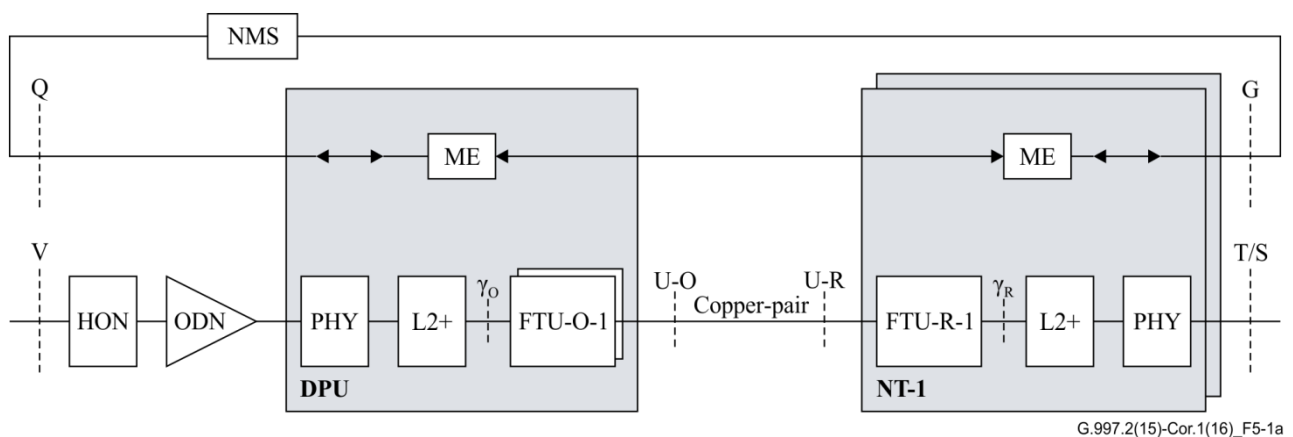 NMS
Q
G
ME
ME
V
T/S
γO
U-O
U-R
γR
Copper-pair
HON
ODN
PHY
L2+
FTU-O-1
FTU-R-1
L2+
PHY
DPU
NT-1
G.997.2(15)-Cor.1(16)_F5-1a